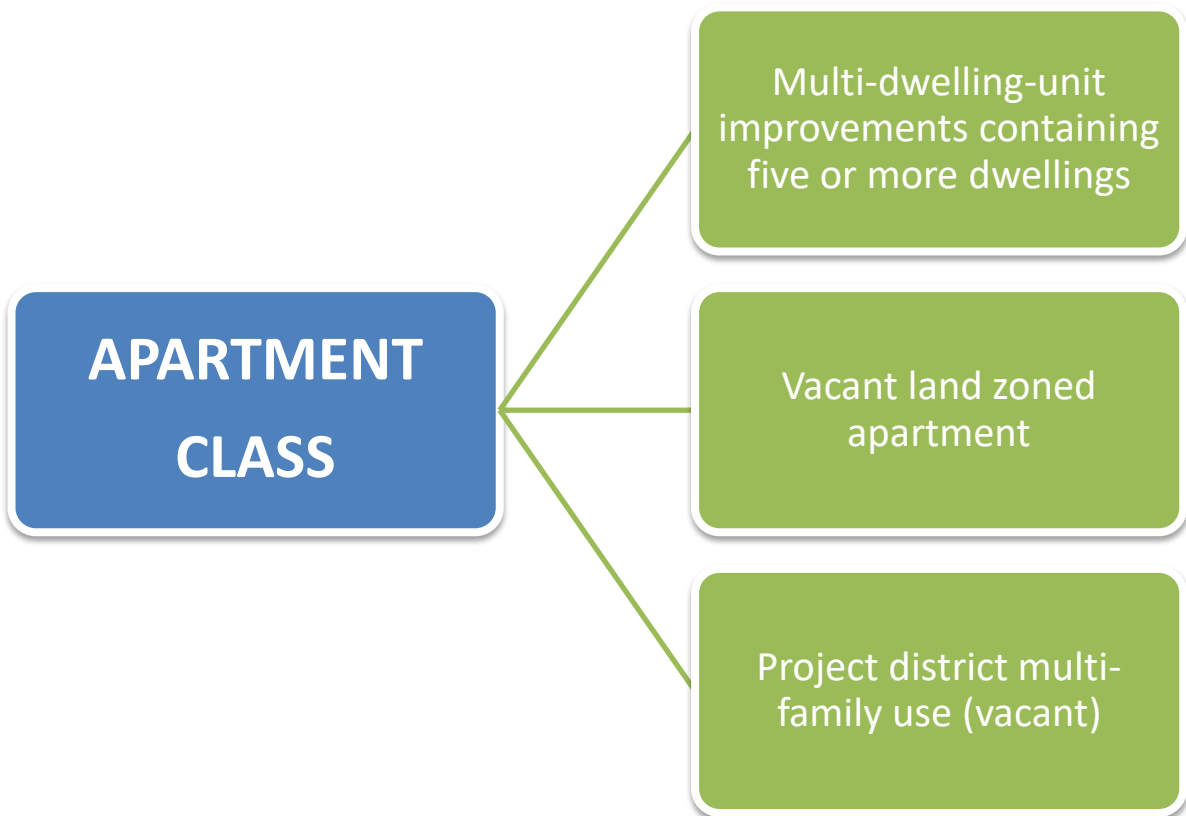 APARTMENT
CLASS
Multi-dwelling-unit
improvements containing
five or more dwellings
Vacant land zoned
apartment
Project district multi-
family use (vacant)